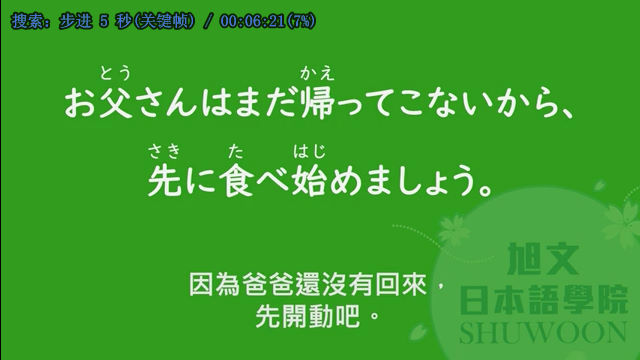 搜索: 步进 5 秒(关键帧) / 00:06:21(7%)
とう かえ
お父さんはまだ帰ってこないから、
さき た はじ
先に食べ始めましょう。
因為爸爸還沒有回來，
先開動吧。
旭文
日本語學院
SHUWOON